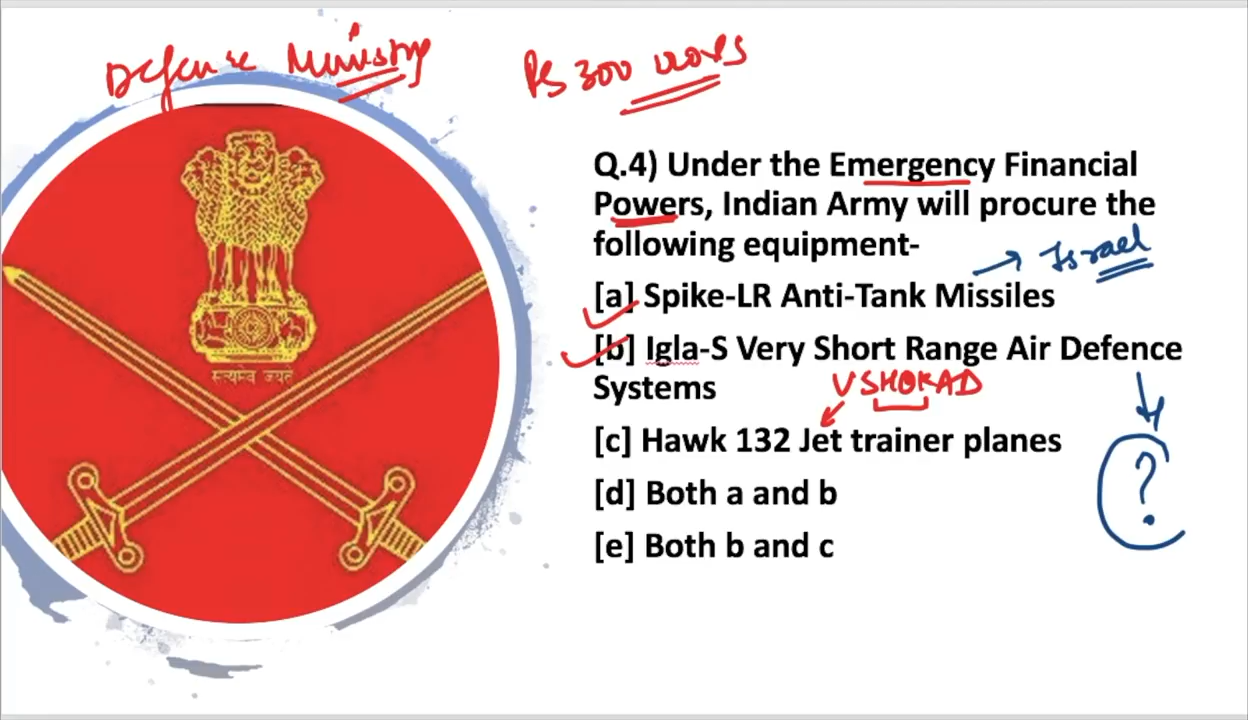 Defense Ministry
Rs 300 crores
Q.4) Under the Emergency Financial
Powers, Indian Army will procure the
following equipment-
Israel
[a] Spike-LR Anti-Tank Missiles
[b] Igla-S Very Short Range Air Defence
Systems
VSHORAD
[c] Hawk 132 Jet trainer planes
?
[d] Both a and b
[e] Both b and c
सत्यमेव जयते